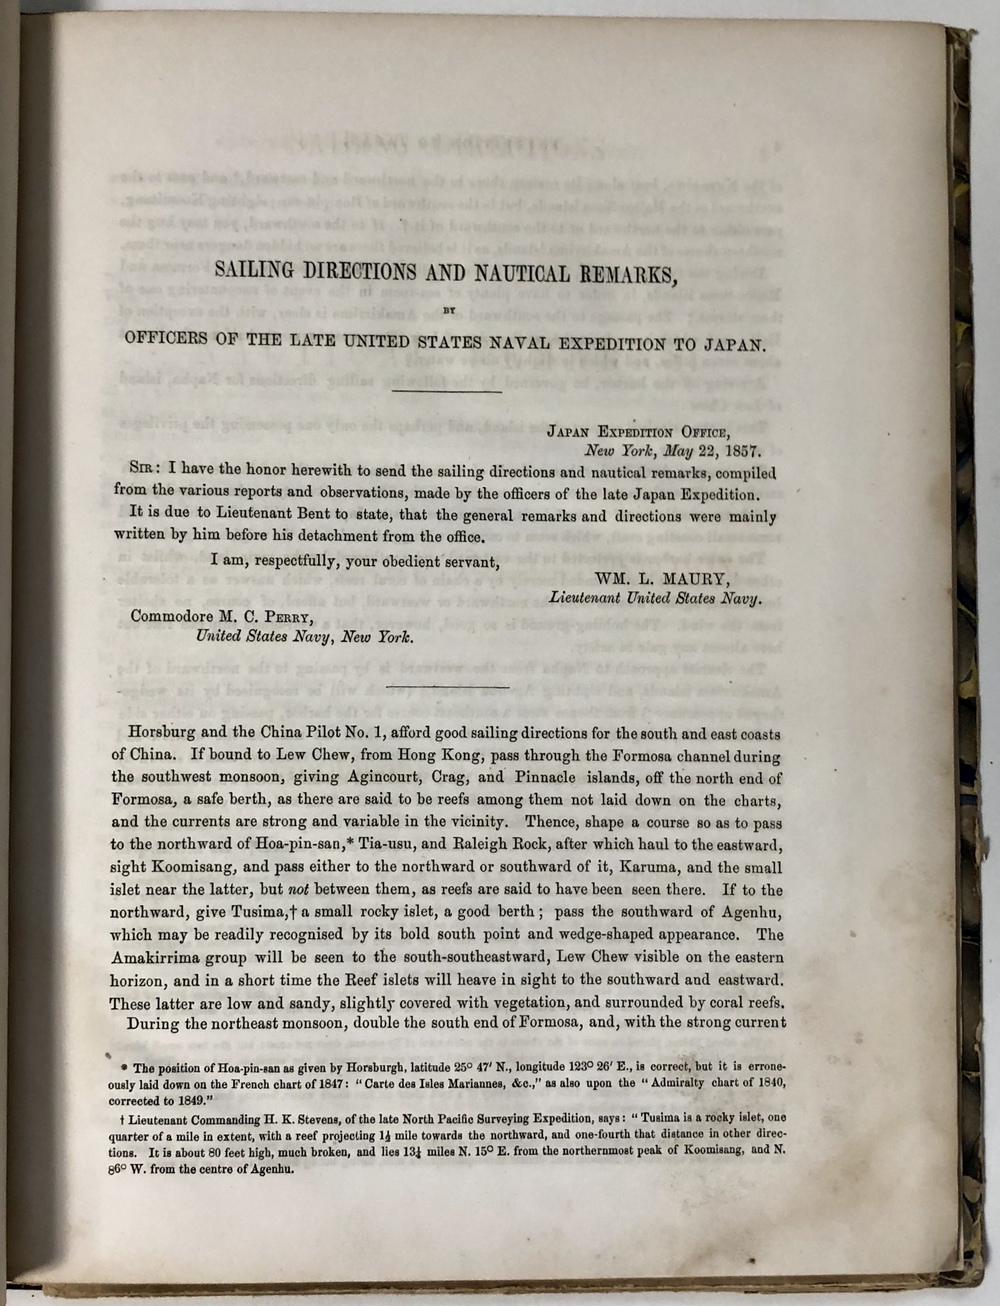 SAILING DIRECTIONS AND NAUTICAL REMARKS,
BY
OFFICERS OF THE LATE UNITED STATES NAVAL EXPEDITION TO JAPAN.
JAPAN EXPEDITION OFFICE,
New York, May 22, 1857.
SIR: I have the honor herewith to send the sailing directions and nautical remarks, compiled
from the various reports and observations, made by the officers of the late Japan Expedition.
It is due to Lieutenant Bent to state, that the general remarks and directions were mainly
written by him before his detachment from the office.
I am, respectfully, your obedient servant,
WM. L. MAURY,
Lieutenant United States Navy.
Commodore M. C. PERRY,
United States Navy, New York.
Horsburg and the China Pilot No. 1, afford good sailing directions for the south and east coasts
of China. If bound to Lew Chew, from Hong Kong, pass through the Formosa channel during
the southwest monsoon, giving Agincourt, Crag, and Pinnacle islands, off the north end of
Formosa, a safe berth, as there are said to be reefs among them not laid down on the charts,
and the currents are strong and variable in the vicinity. Thence, shape a course so as to pass
to the northward of Hoa-pin-san,* Tia-usu, and Raleigh Rock, after which haul to the eastward,
sight Koomisang, and pass either to the northward or southward of it, Karuma, and the small
islet near the latter, but not between them, as reefs are said to have been seen there. If to the
northward, give Tusima,† a small rocky islet, a good berth; pass the southward of Agenhu,
which may be readily recognised by its bold south point and wedge-shaped appearance. The
Amakirrima group will be seen to the south-southeastward, Lew Chew visible on the eastern
horizon, and in a short time the Reef islets will heave in sight to the southward and eastward.
These latter are low and sandy, slightly covered with vegetation, and surrounded by coral reefs.
During the northeast monsoon, double the south end of Formosa, and, with the strong current
* The position of Hoa-pin-san as given by Horsburgh, latitude 25° 47′ N., longitude 123° 26′ E., is correct, but it is errone-
ously laid down on the French chart of 1847: "Carte des Isles Mariannes, &c.," as also upon the "Admiralty chart of 1840,
corrected to 1849."
† Lieutenant Commanding H. K. Stevens, of the late North Pacific Surveying Expedition, says: "Tusima is a rocky islet, one
quarter of a mile in extent, with a reef projecting 1½ mile towards the northward, and one-fourth that distance in other direc-
tions. It is about 80 feet high, much broken, and lies 13¼ miles N. 15° E. from the northernmost peak of Koomisang, and N.
86° W. from the centre of Agenhu.